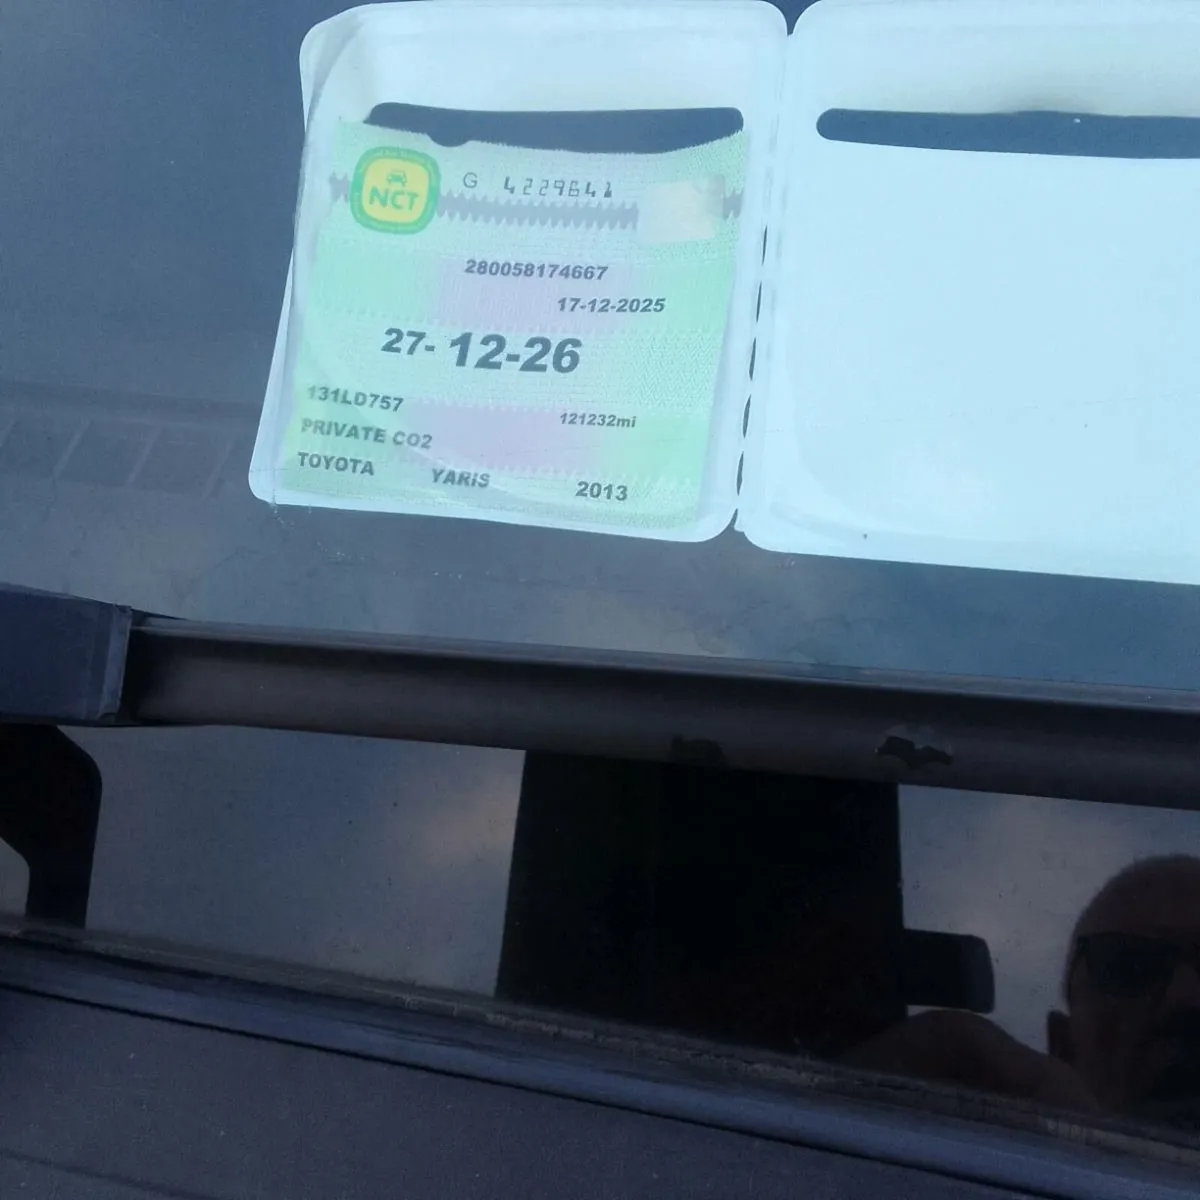 NCT
G 4229641
280058174667
17-12-2025
27- 12-26
131LD757
121232mi
PRIVATE CO2
TOYOTA YARIS 2013